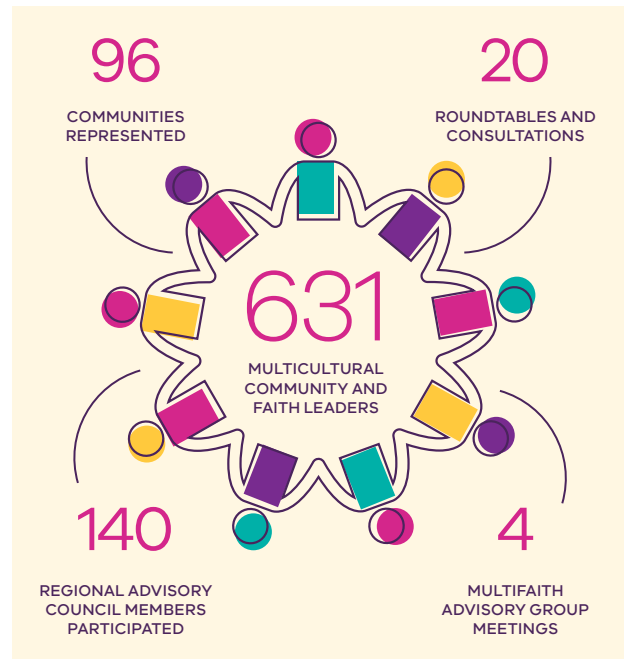 96
COMMUNITIES
REPRESENTED
20
ROUNDTABLES AND
CONSULTATIONS
631
MULTICULTURAL
COMMUNITY AND
FAITH LEADERS
140
REGIONAL ADVISORY
COUNCIL MEMBERS
PARTICIPATED
4
MULTIFAITH
ADVISORY GROUP
MEETINGS